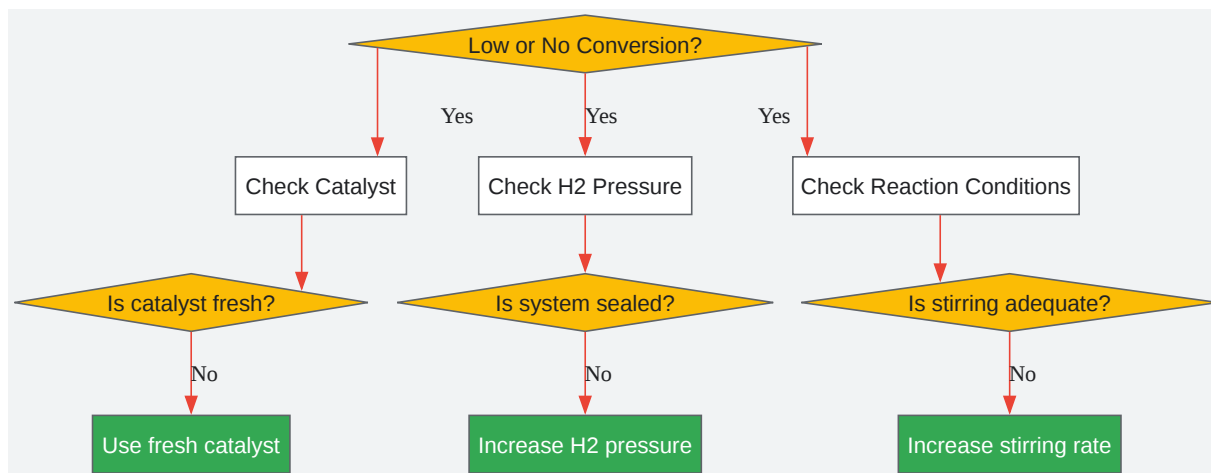 Low or No Conversion?
Yes
Yes
Yes
Check Catalyst
Check H2 Pressure
Check Reaction Conditions
Is catalyst fresh?
Is system sealed?
Is stirring adequate?
No
No
No
Use fresh catalyst
Increase H2 pressure
Increase stirring rate